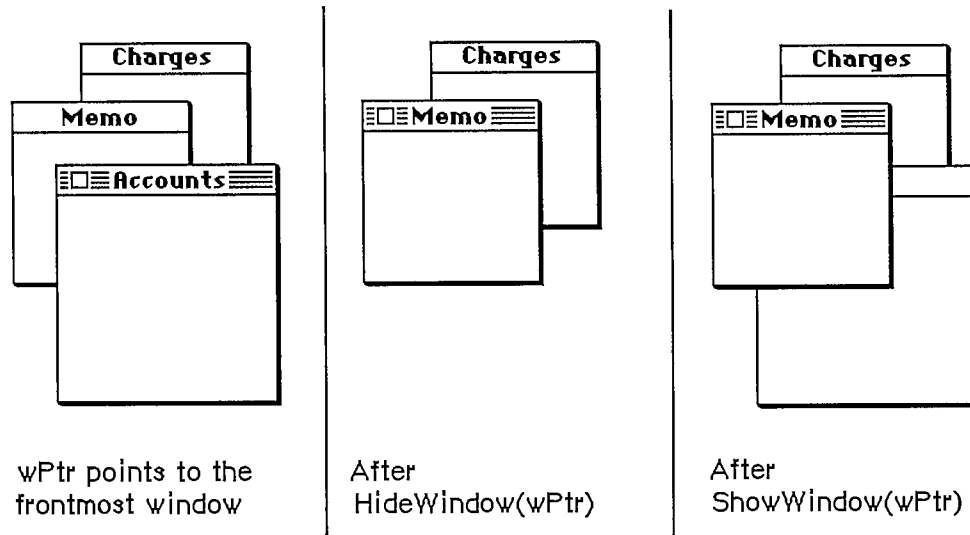 Charges
Memo
Accounts
wPtr points to the
frontmost window
Charges
Memo
After
HideWindow(wPtr)
Charges
Memo
After
ShowWindow(wPtr)